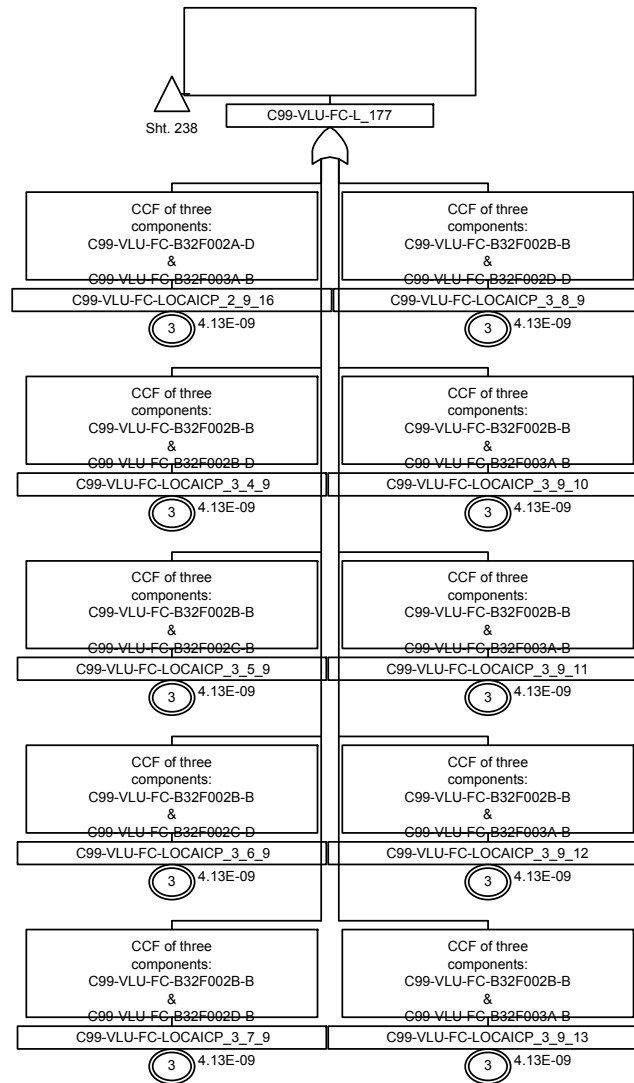 C99-VLU-FC-L_177
Sht. 238
CCF of three
components:
C99-VLU-FC-B32F002A-D
&
C99-VLU-FC-B32F003A-B
C99-VLU-FC-LOCAICP_2_9_16
3
4.13E-09
CCF of three
components:
C99-VLU-FC-B32F002B-B
&
C99-VLU-FC-B32F002D-D
C99-VLU-FC-LOCAICP_3_8_9
3
4.13E-09
CCF of three
components:
C99-VLU-FC-B32F002B-B
&
C99-VLU-FC-B32F002B-D
C99-VLU-FC-LOCAICP_3_4_9
3
4.13E-09
CCF of three
components:
C99-VLU-FC-B32F002B-B
&
C99-VLU-FC-B32F003A-B
C99-VLU-FC-LOCAICP_3_9_10
3
4.13E-09
CCF of three
components:
C99-VLU-FC-B32F002B-B
&
C99-VLU-FC-B32F002C-B
C99-VLU-FC-LOCAICP_3_5_9
3
4.13E-09
CCF of three
components:
C99-VLU-FC-B32F002B-B
&
C99-VLU-FC-B32F003A-B
C99-VLU-FC-LOCAICP_3_9_11
3
4.13E-09
CCF of three
components:
C99-VLU-FC-B32F002B-B
&
C99-VLU-FC-B32F002C-D
C99-VLU-FC-LOCAICP_3_6_9
3
4.13E-09
CCF of three
components:
C99-VLU-FC-B32F002B-B
&
C99-VLU-FC-B32F003A-B
C99-VLU-FC-LOCAICP_3_9_12
3
4.13E-09
CCF of three
components:
C99-VLU-FC-B32F002B-B
&
C99-VLU-FC-B32F002D-B
C99-VLU-FC-LOCAICP_3_7_9
3
4.13E-09
CCF of three
components:
C99-VLU-FC-B32F002B-B
&
C99-VLU-FC-B32F003A-B
C99-VLU-FC-LOCAICP_3_9_13
3
4.13E-09